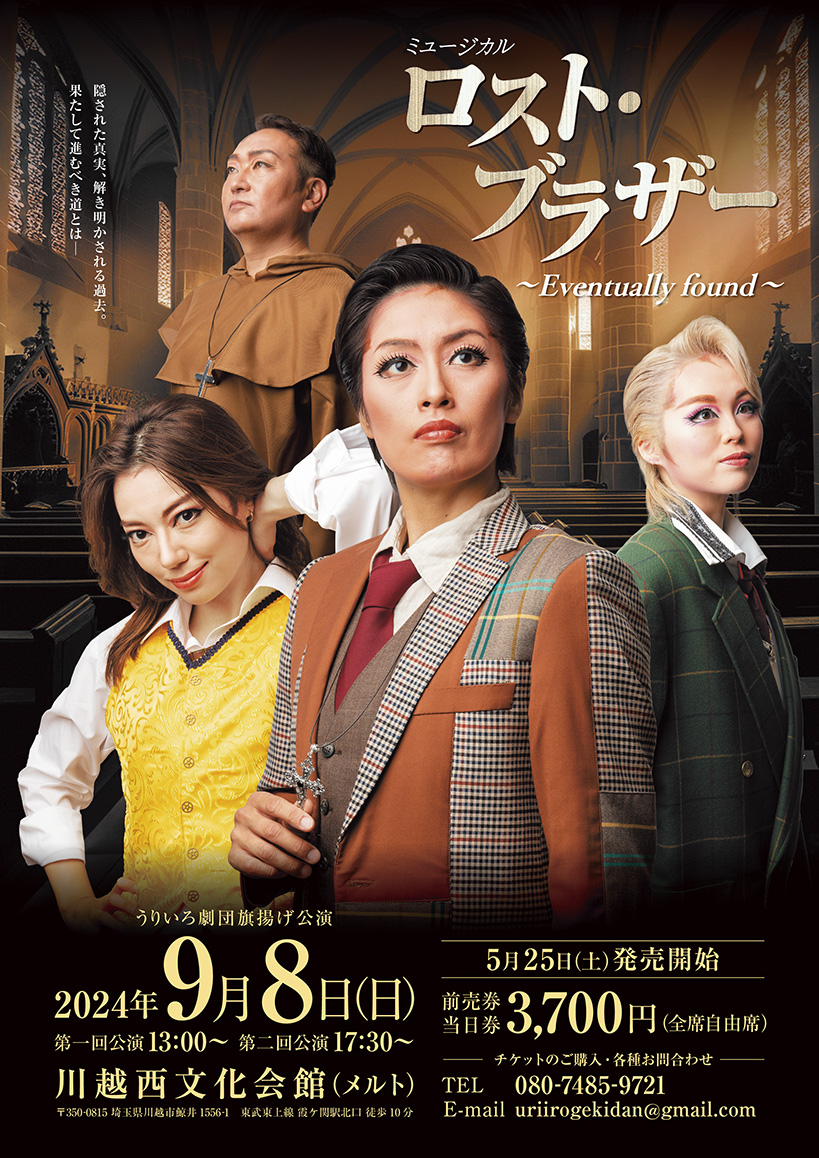 ミュージカル
ロスト・
ブラザー
～Eventually found～
隠された真実、解き明かされる過去。
果たして進むべき道とは―
うりいろ劇団旗揚げ公演
2024年9月8日(日)
第一回公演 13:00～ 第二回公演 17:30～
川越西文化会館(メルト)
〒350-0815 埼玉県川越市鯨井 1556-1 東武東上線 霞ケ関駅北口 徒歩 10 分
5月25日(土)発売開始
前売券
当日券 3,700円(全席自由席)
チケットのご購入・各種お問合わせ
TEL 080-7485-9721
E-mail uriirogekidan@gmail.com